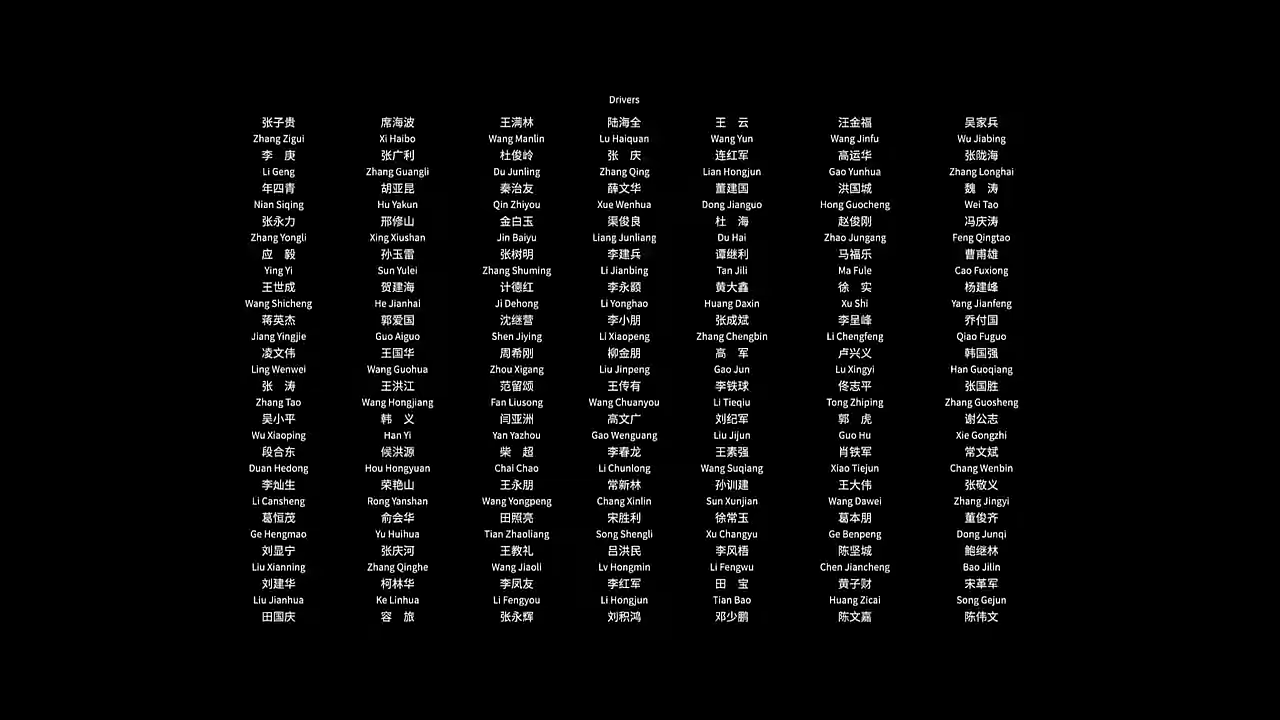 Drivers
张子贵 席海波 王满林 陆海全 王 云 汪金福 吴家兵
Zhang Zigui Xi Haibo Wang Manlin Lu Haiquan Wang Yun Wang Jinfu Wu Jiabing
李 庚 张广利 杜俊岭 张 庆 连红军 高运华 张陇海
Li Geng Zhang Guangli Du Junling Zhang Qing Lian Hongjun Gao Yunhua Zhang Longhai
年四青 胡亚昆 秦治友 薛文华 董建国 洪国城 魏 涛
Nian Siqing Hu Yakun Qin Zhiyou Xue Wenhua Dong Jianguo Hong Guocheng Wei Tao
张永力 邢修山 金白玉 渠俊良 杜 海 赵俊刚 冯庆涛
Zhang Yongli Xing Xiushan Jin Baiyu Liang Junliang Du Hai Zhao Jungang Feng Qingtao
应 毅 孙玉雷 张树明 李建兵 谭继利 马福乐 曹甫雄
Ying Yi Sun Yulei Zhang Shuming Li Jianbing Tan Jili Ma Fule Cao Fuxiong
王世成 贺建海 计德红 李永颢 黄大鑫 徐 实 杨建峰
Wang Shicheng He Jianhai Ji Dehong Li Yonghao Huang Daxin Xu Shi Yang Jianfeng
蒋英杰 郭爱国 沈继营 李小朋 张成斌 李呈峰 乔付国
Jiang Yingjie Guo Aiguo Shen Jiying Li Xiaopeng Zhang Chengbin Li Chengfeng Qiao Fuguo
凌文伟 王国华 周希刚 柳金朋 高 军 卢兴义 韩国强
Ling Wenwei Wang Guohua Zhou Xigang Liu Jinpeng Gao Jun Lu Xingyi Han Guoqiang
张 涛 王洪江 范留颂 王传有 李铁球 佟志平 张国胜
Zhang Tao Wang Hongjiang Fan Liusong Wang Chuanyou Li Tieqiu Tong Zhiping Zhang Guosheng
吴小平 韩 义 闫亚洲 高文广 刘纪军 郭 虎 谢公志
Wu Xiaoping Han Yi Yan Yazhou Gao Wenguang Liu Jijun Guo Hu Xie Gongzhi
段合东 候洪源 柴 超 李春龙 王素强 肖铁军 常文斌
Duan Hedong Hou Hongyuan Chai Chao Li Chunlong Wang Suqiang Xiao Tiejun Chang Wenbin
李灿生 荣艳山 王永朋 常新林 孙训建 王大伟 张敬义
Li Cansheng Rong Yanshan Wang Yongpeng Chang Xinlin Sun Xunjian Wang Dawei Zhang Jingyi
葛恒茂 俞会华 田照亮 宋胜利 徐常玉 葛本朋 董俊齐
Ge Hengmao Yu Huihua Tian Zhaoliang Song Shengli Xu Changyu Ge Benpeng Dong Junqi
刘显宁 张庆河 王教礼 吕洪民 李风梧 陈坚城 鲍继林
Liu Xianning Zhang Qinghe Wang Jiaoli Lv Hongmin Li Fengwu Chen Jiancheng Bao Jilin
刘建华 柯林华 李凤友 李红军 田 宝 黄子财 宋革军
Liu Jianhua Ke Linhua Li Fengyou Li Hongjun Tian Bao Huang Zicai Song Gejun
田国庆 容 旅 张永辉 刘积鸿 邓少鹏 陈文嘉 陈伟文